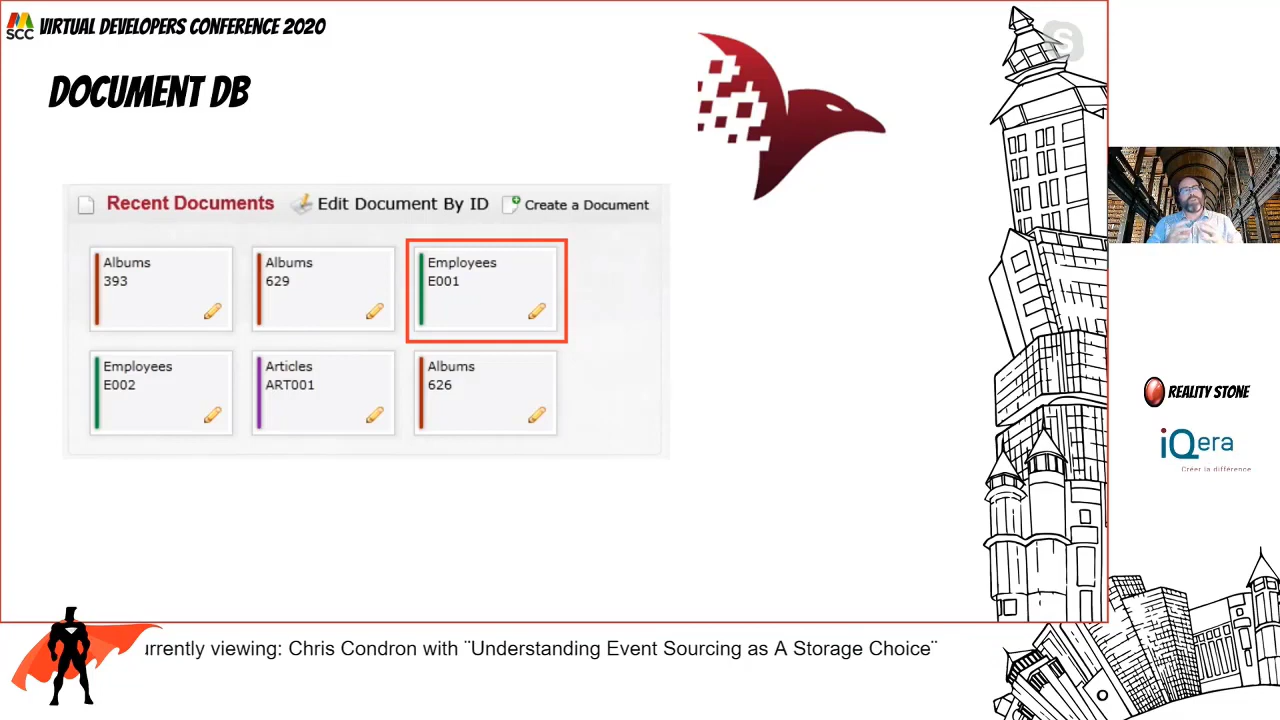 SCC VIRTUAL DEVELOPERS CONFERENCE 2020
DOCUMENT DB
Recent Documents Edit Document By ID Create a Document
Albums
393
Albums
629
Employees
E001
Employees
E002
Articles
ART001
Albums
626
S
REALITY STONE
iQera
Créer la différence
urrently viewing: Chris Condron with ¨Understanding Event Sourcing as A Storage Choice¨